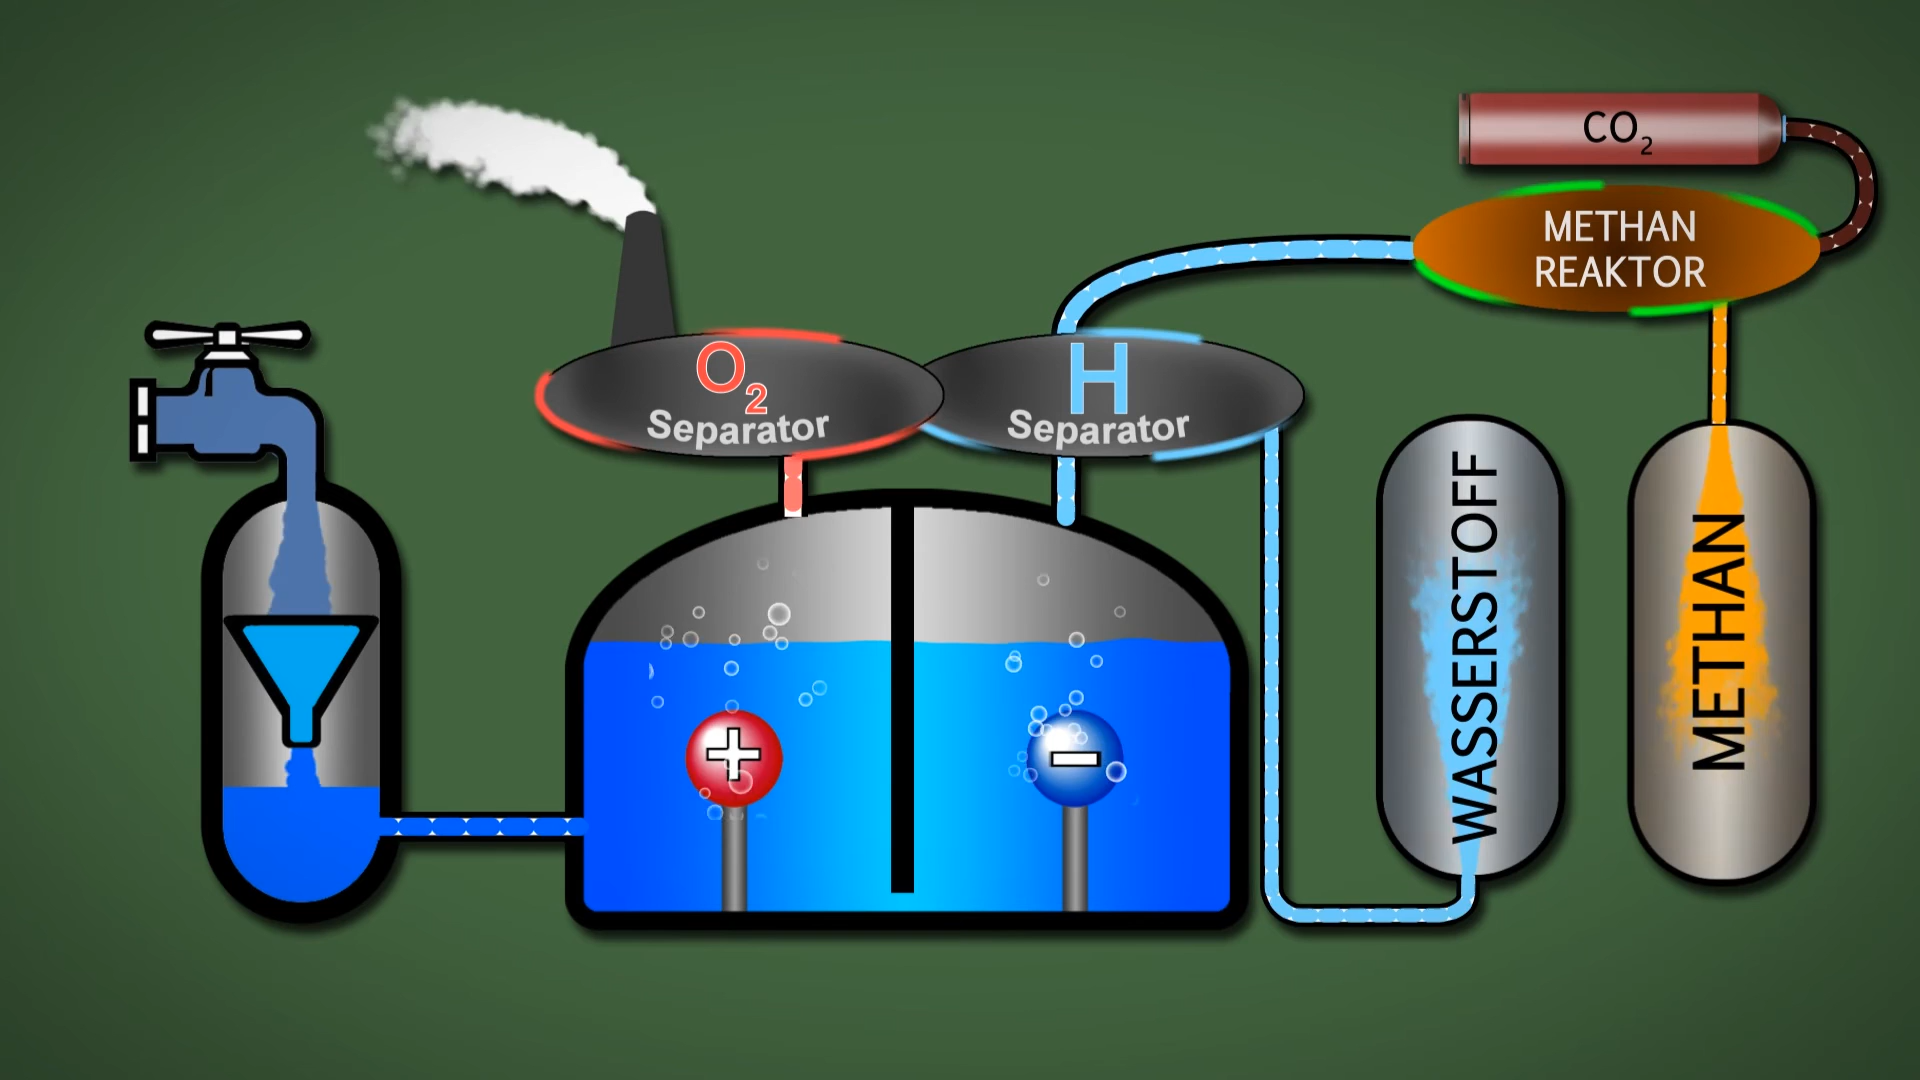 CO₂
METHAN
REAKTOR
O₂
Separator
H
Separator
+
−
WASSERSTOFF
METHAN